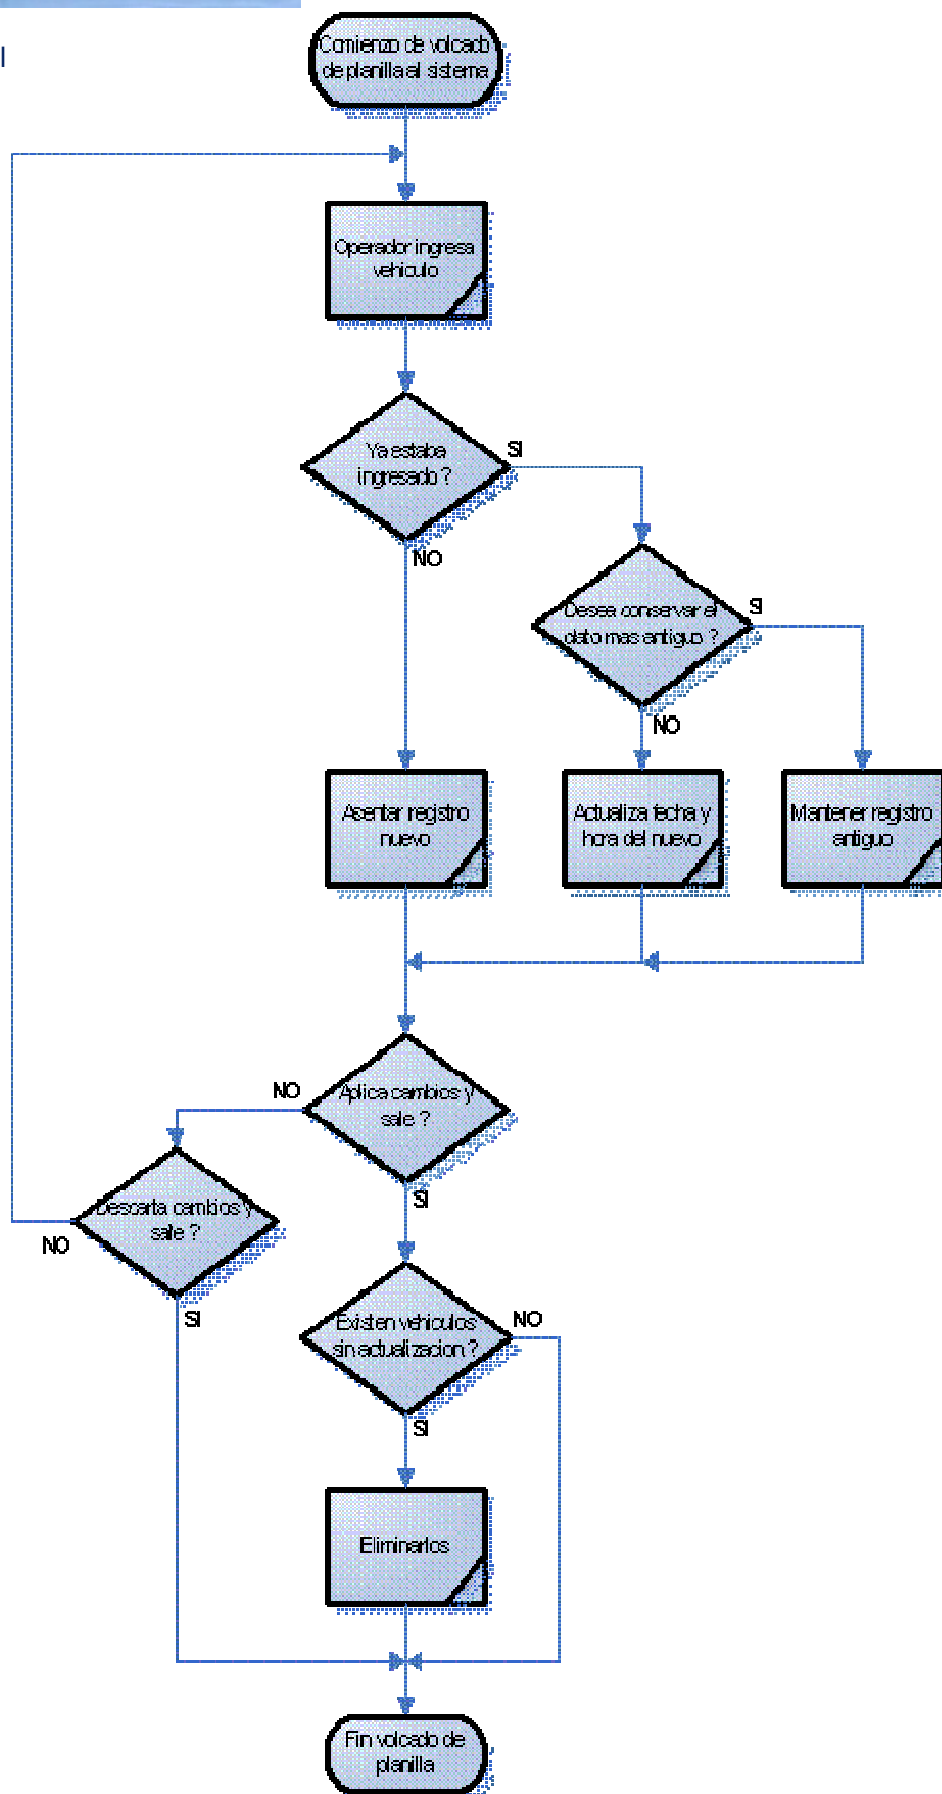 l
Comienzo de volcado
de planilla al sistema
Operador ingresa
vehiculo
Ya estaba
ingresado ?
SI
NO
Desea conservar el
dato mas antiguo ?
SI
NO
Asentar registro
nuevo
Actualiza fecha y
hora del nuevo
Mantener registro
antiguo
Aplica cambios y
sale ?
NO
SI
Descarta cambios y
sale ?
NO
SI
Existen vehiculos
sin actualizacion ?
NO
SI
Eliminarlos
Fin volcado de
planilla